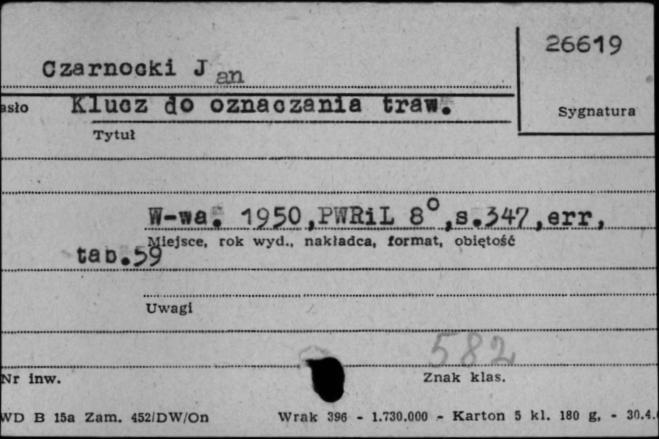 26619
Czarnocki Jan
asło Klucz do oznaczania traw.
Sygnatura
Tytuł
W-wa. 1950,PWRiL 8°,s.347,err,
Miejsce, rok wyd., nakładca, format, objętość
tab.59
Uwagi
582
Nr inw.
Znak klas.
WD B 15a Zam. 452/DW/On Wrak 396 - 1.730.000 - Karton 5 kl. 180 g. - 30.4.